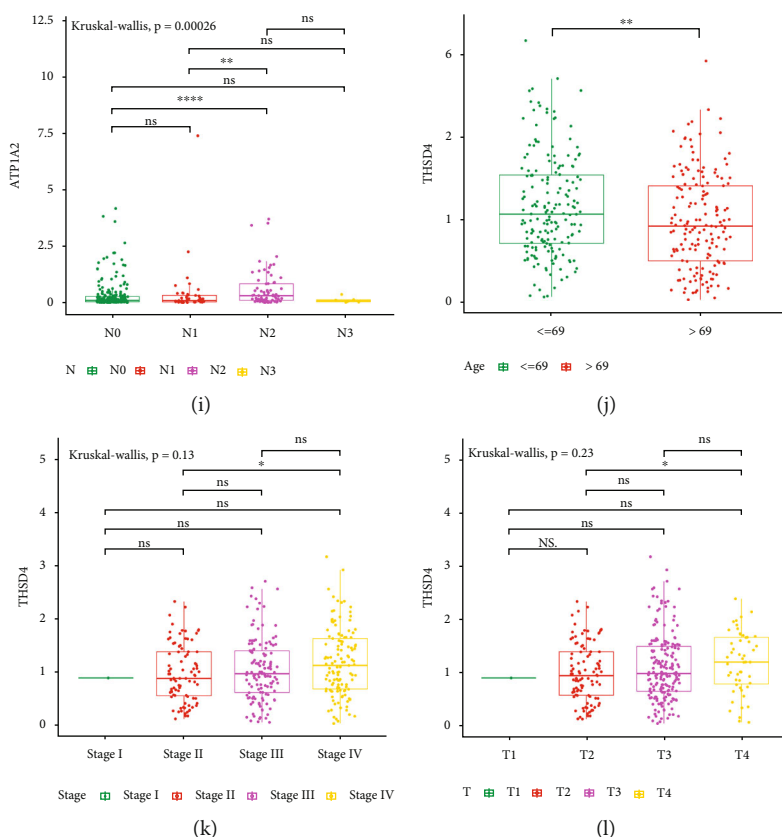 12.5
Kruskal-wallis, p = 0.00026
ns
ns
10.0
**
ns
****
7.5
ns
ATP1A2
5
2.5
0
N0
N1
N2
N3
N
N0
N1
N2
N3
(i)
**
6
2
THSD4
1
0
<=69
> 69
Age
<=69
> 69
(j)
5
Kruskal-wallis, p = 0.13
ns
*
ns
4
ns
ns
ns
3
THSD4
2
1
0
Stage I
Stage II
Stage III
Stage IV
Stage
Stage I
Stage II
Stage III
Stage IV
(k)
5
Kruskal-wallis, p = 0.23
ns
*
ns
4
ns
ns
NS.
3
THSD4
2
1
0
T1
T2
T3
T4
T
T1
T2
T3
T4
(l)